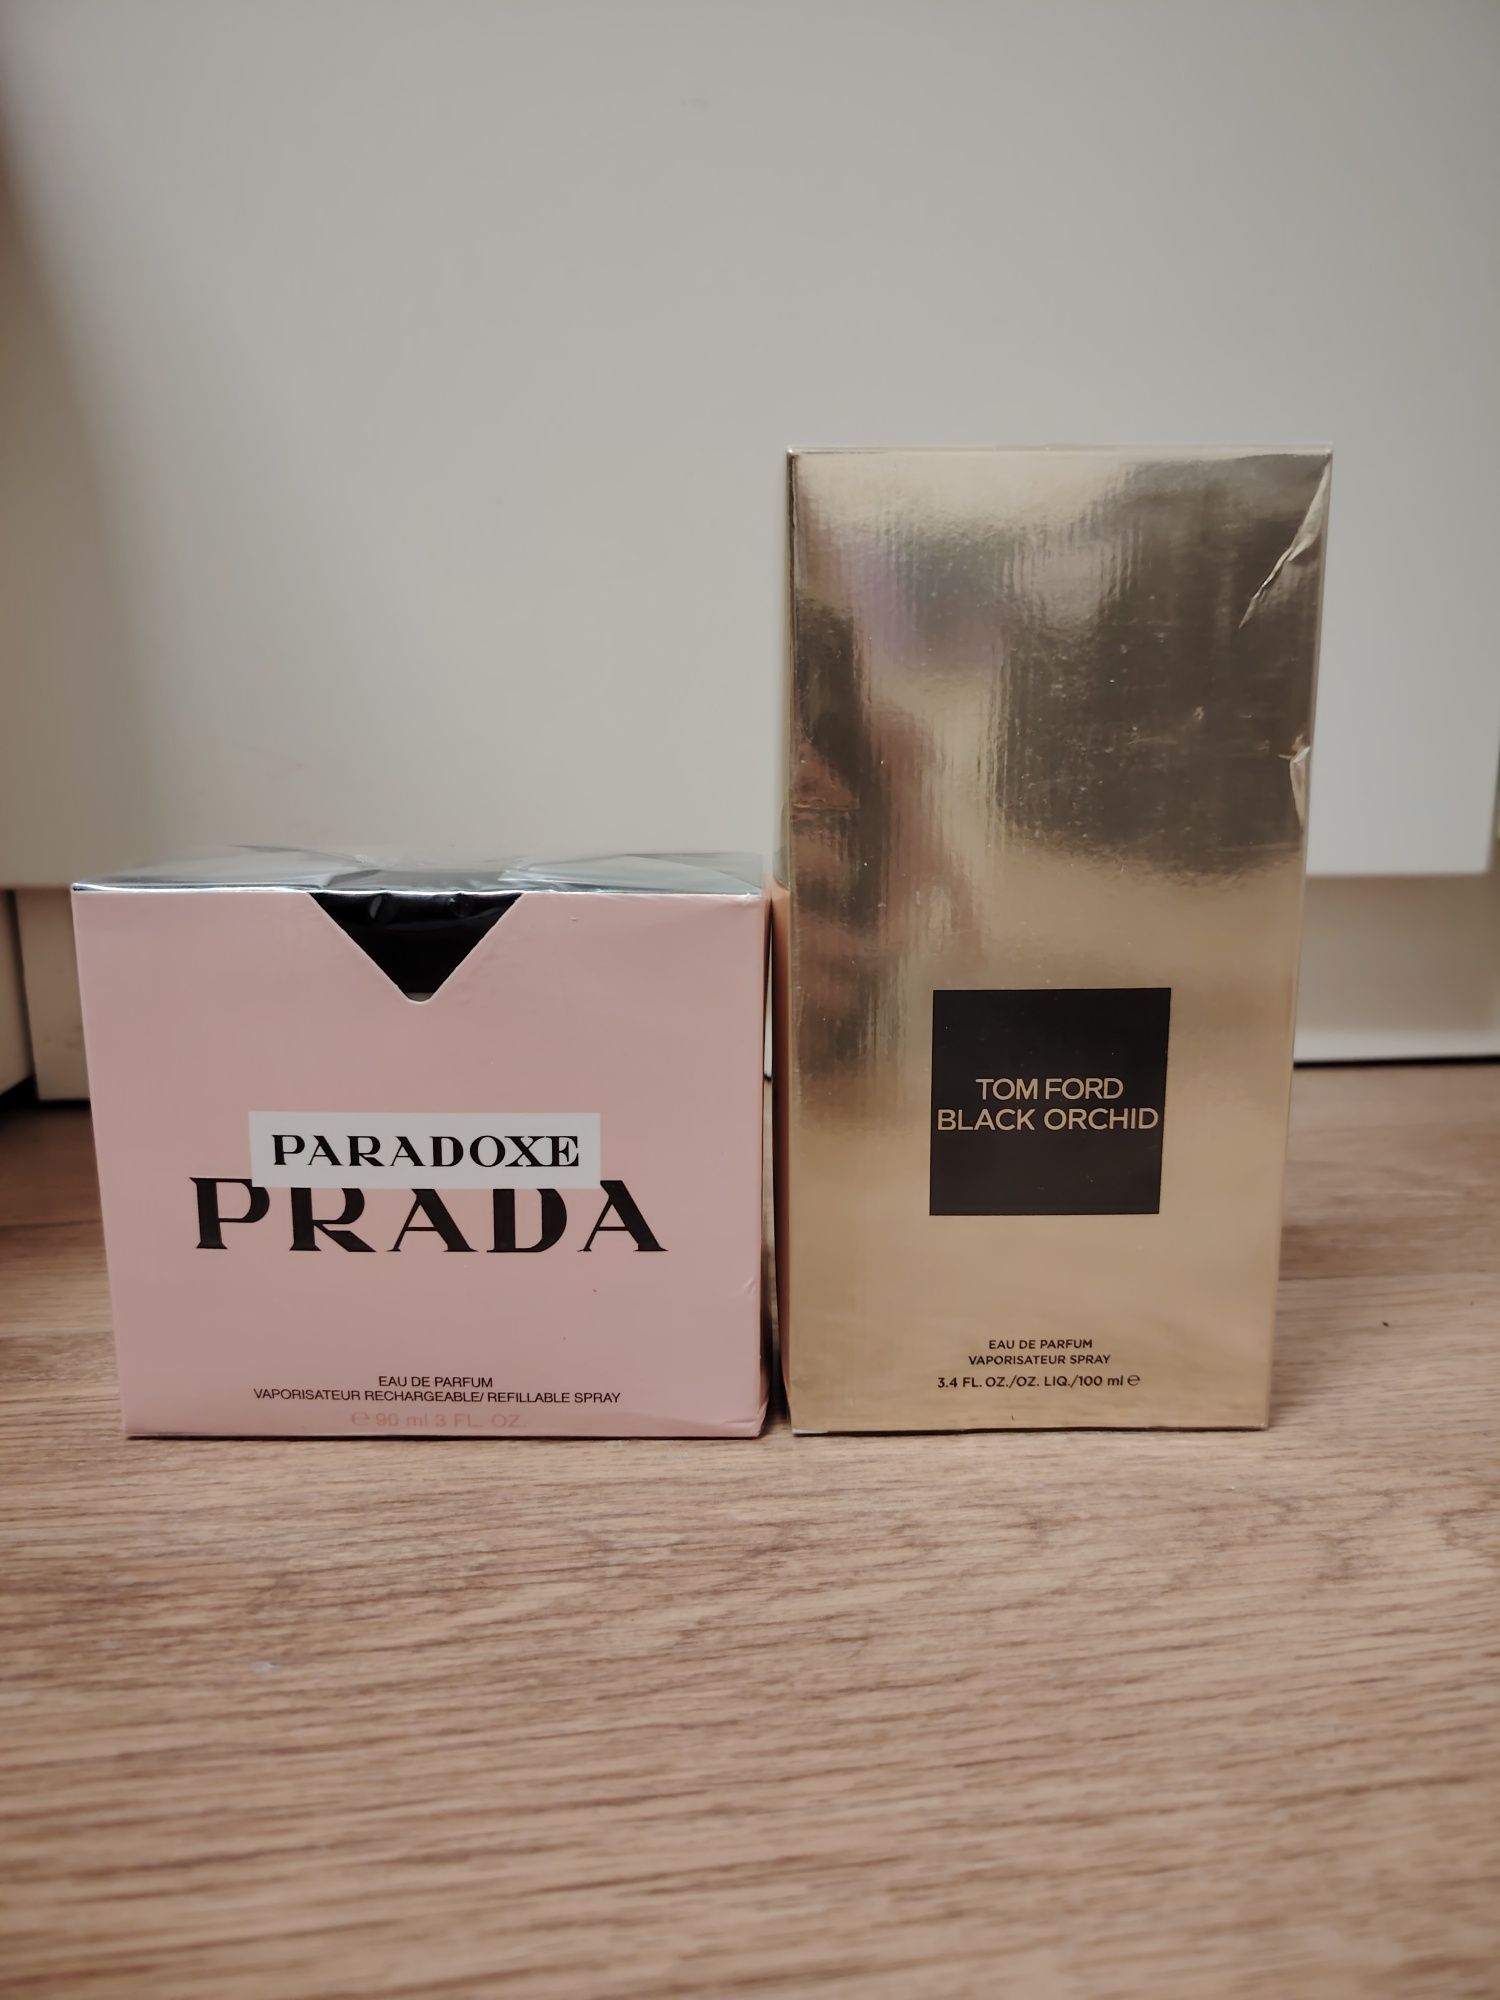 PARADOXE
PRADA
EAU DE PARFUM
VAPORISATEUR RECHARGEABLE/ REFILLABLE SPRAY
℮ 90 ml 3 FL. OZ.
TOM FORD
BLACK ORCHID
EAU DE PARFUM
VAPORISATEUR SPRAY
3.4 FL. OZ./OZ. LIQ./100 ml ℮